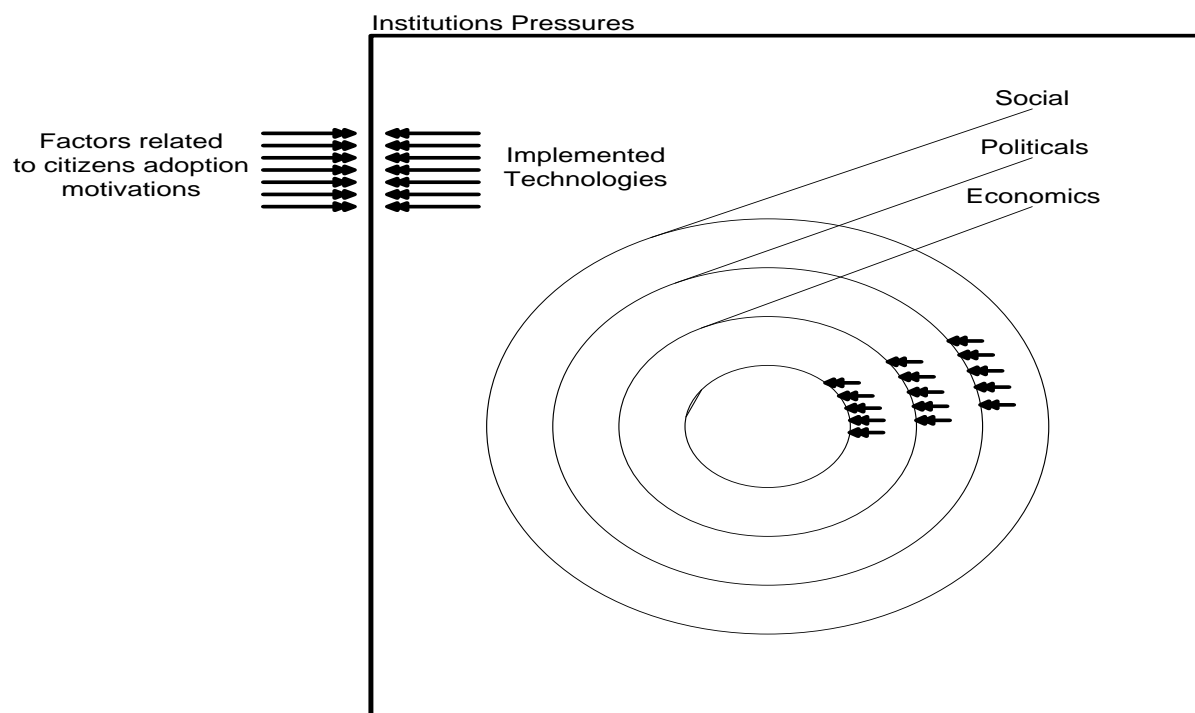 Institutions Pressures
Factors related
to citizens adoption
motivations
Implemented
Technologies
Social
Politicals
Economics